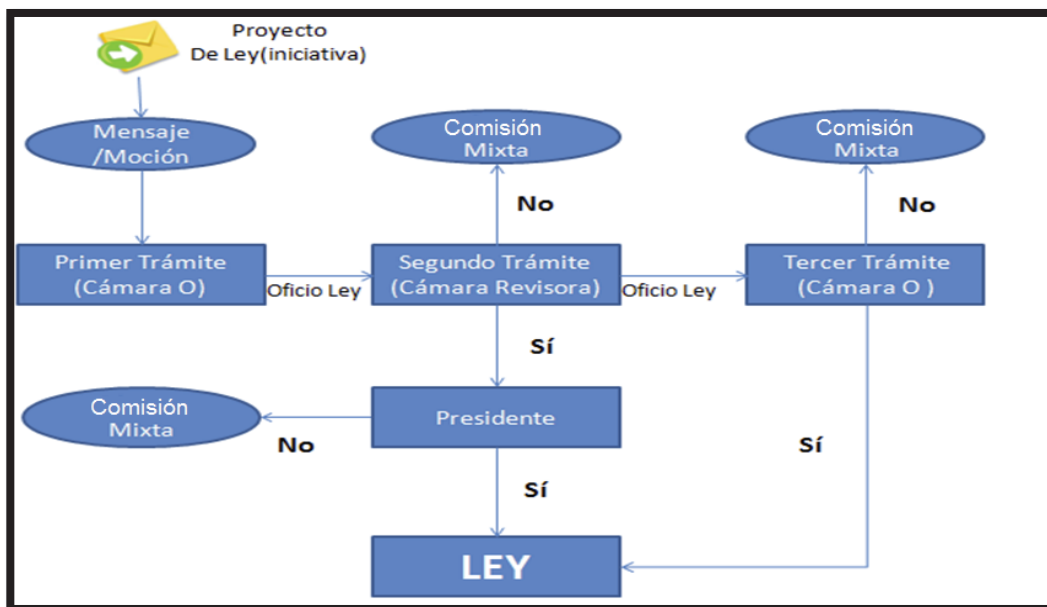 Proyecto
De Ley(iniciativa)
Mensaje
/Moción
Comisión
Mixta
Comisión
Mixta
No
No
Primer Trámite
(Cámara O)
Oficio Ley
Segundo Trámite
(Cámara Revisora)
Oficio Ley
Tercer Trámite
(Cámara O )
Sí
Comisión
Mixta
No
Presidente
Sí
Sí
LEY